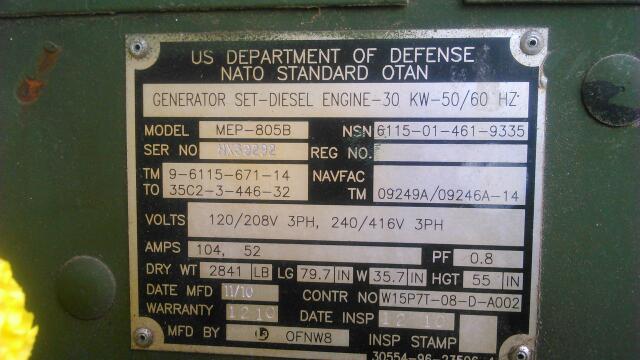 US DEPARTMENT OF DEFENSE
NATO STANDARD OTAN
GENERATOR SET-DIESEL ENGINE-30 KW-50/60 HZ
MODEL MEP-805B NSN 6115-01-461-9335
SER NO REG NO.
TM 9-6115-671-14 NAVFAC
TO 35C2-3-446-32 TM 09249A/09246A-14
VOLTS 120/208V 3PH, 240/416V 3PH
AMPS 104, 52 PF 0.8
DRY WT 2841 LB LG 79.7 IN W 35.7 IN HGT 55 IN
DATE MFD 11/10 CONTR NO W15P7T-08-D-A002
WARRANTY 12 10 DATE INSP 12 10
MFD BY 0FNW8 INSP STAMP